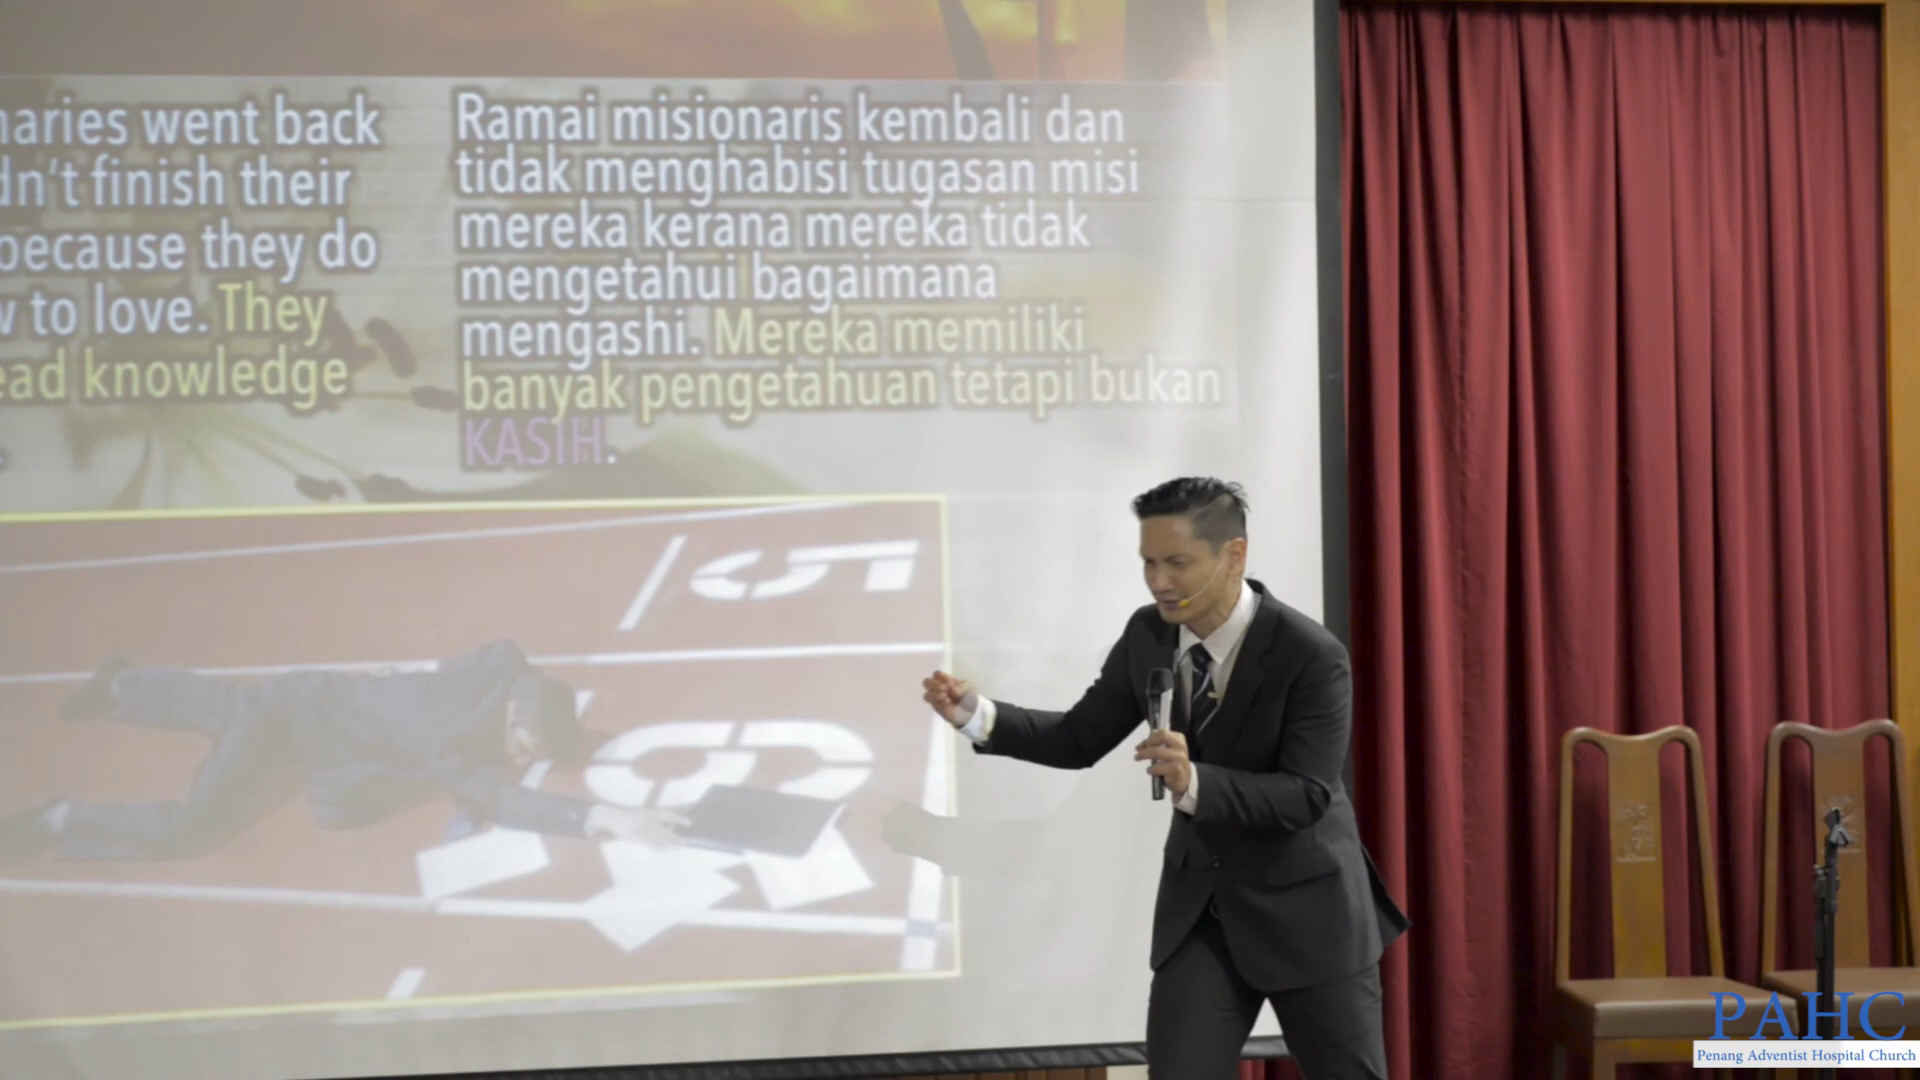 naries went back
dn't finish their
because they do
w to love. They
ead knowledge
.
Ramai misionaris kembali dan
tidak menghabisi tugasan misi
mereka kerana mereka tidak
mengetahui bagaimana
mengashi. Mereka memiliki
banyak pengetahuan tetapi bukan
KASIH.
5
6
PAHC
Penang Adventist Hospital Church